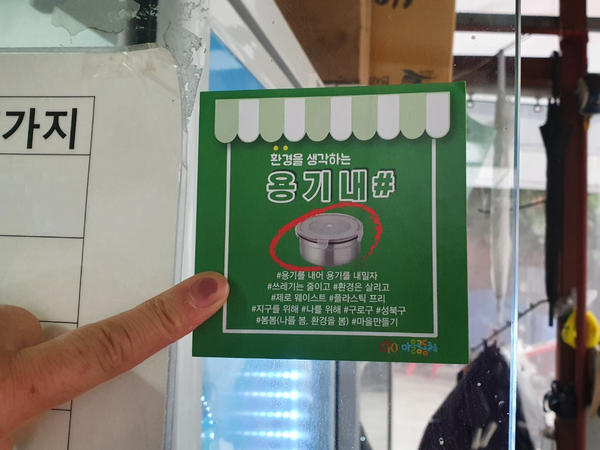 가지
환경을 생각하는
용기내#
#용기를 내어 용기를 내밀자
#쓰레기는 줄이고 #환경은 살리고
#제로 웨이스트 #플라스틱 프리
#지구를 위해 #나를 위해 #구로구 #성북구
#봄봄(나를 봄, 환경을 봄) #마을만들기